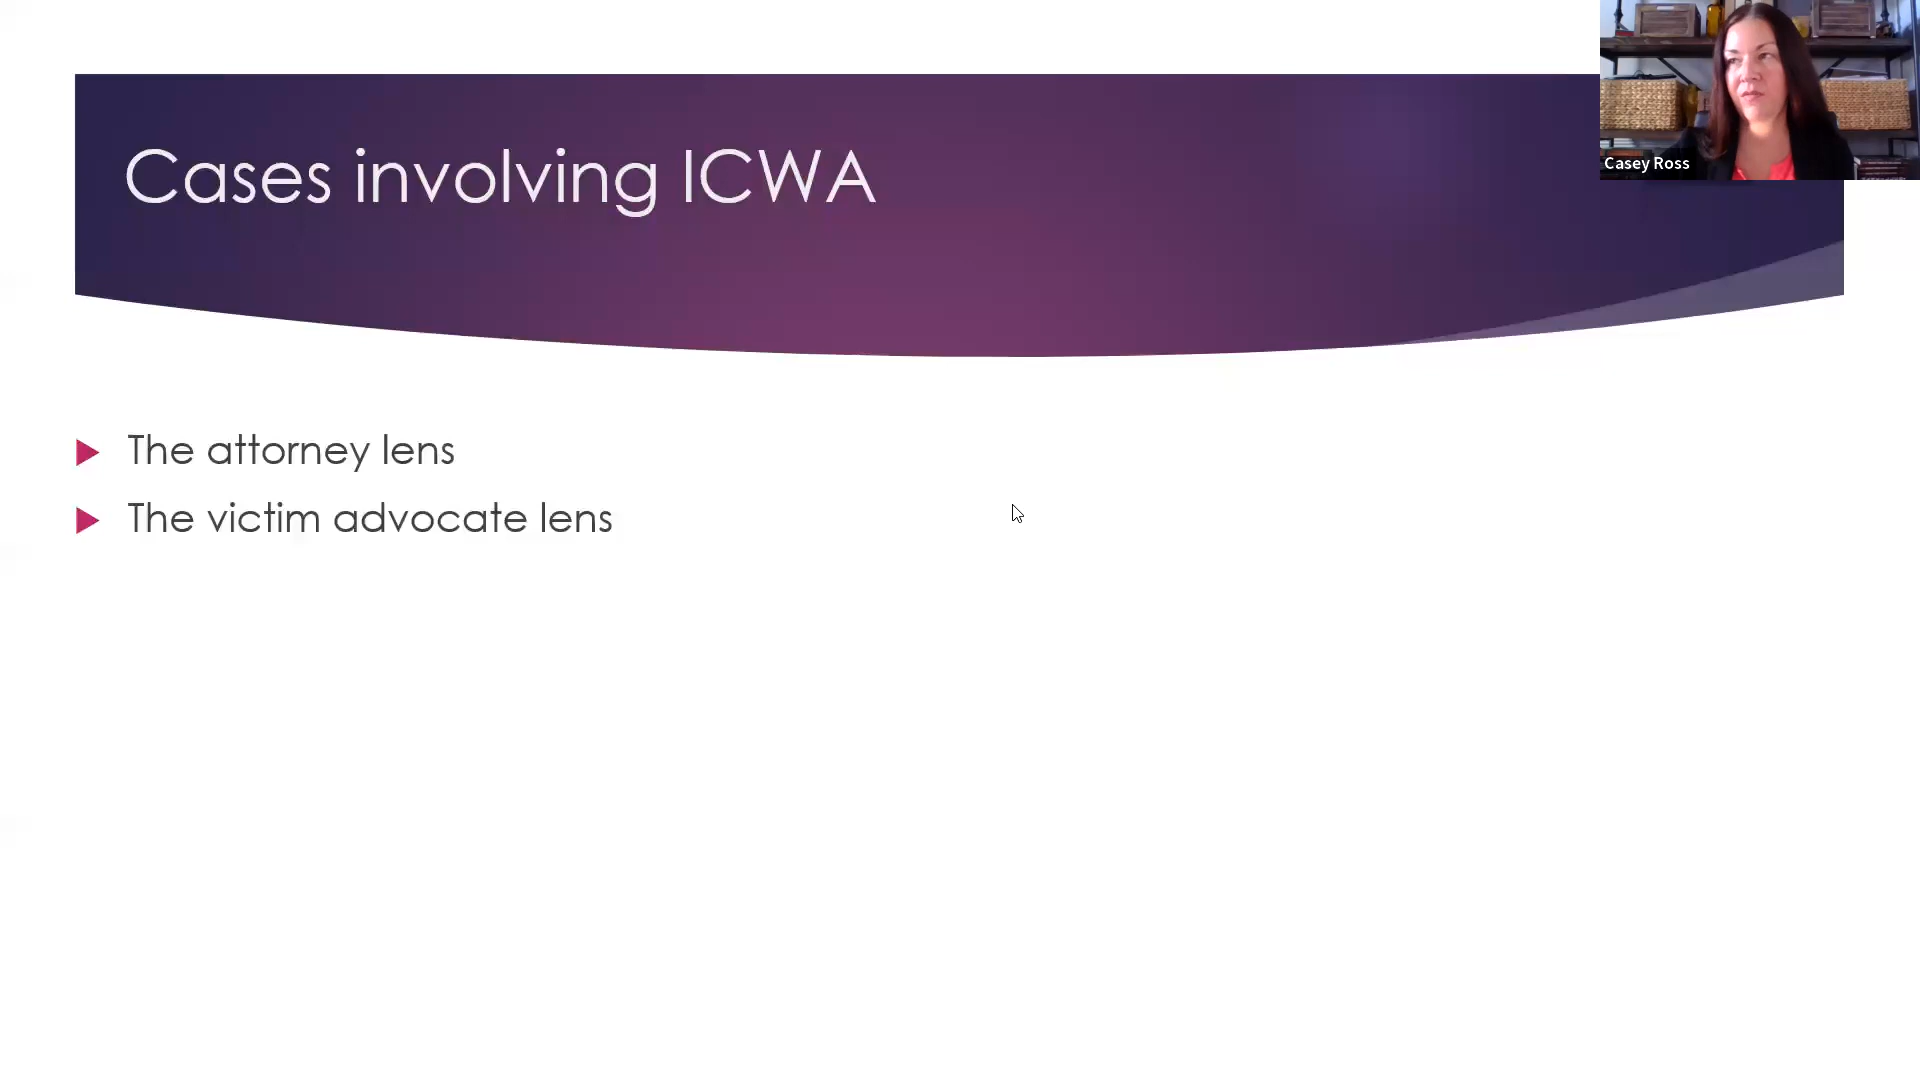 Cases involving ICWA
Casey Ross
The attorney lens
The victim advocate lens